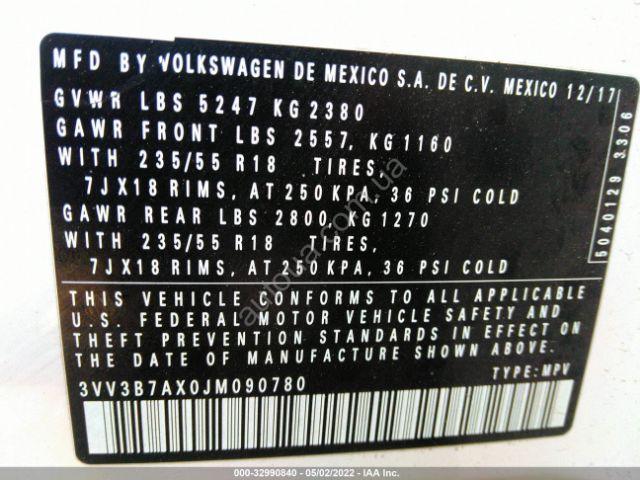 MFD BY VOLKSWAGEN DE MEXICO S.A. DE C.V. MEXICO 12/17
GVWR LBS 5247 KG 2380
GAWR FRONT LBS 2557, KG 1160
WITH 235/55 R18 TIRES,
7JX18 RIMS, AT 250 KPA, 36 PSI COLD
GAWR REAR LBS 2800, KG 1270
WITH 235/55 R18 TIRES,
7JX18 RIMS, AT 250 KPA, 36 PSI COLD
5040129 3306
THIS VEHICLE CONFORMS TO ALL APPLICABLE
U.S. FEDERAL MOTOR VEHICLE SAFETY AND
THEFT PREVENTION STANDARDS IN EFFECT ON
THE DATE OF MANUFACTURE SHOWN ABOVE.
3VV3B7AX0JM090780 TYPE: MPV
autoua.com.ua
000-32990840 - 05/02/2022 - IAA Inc.